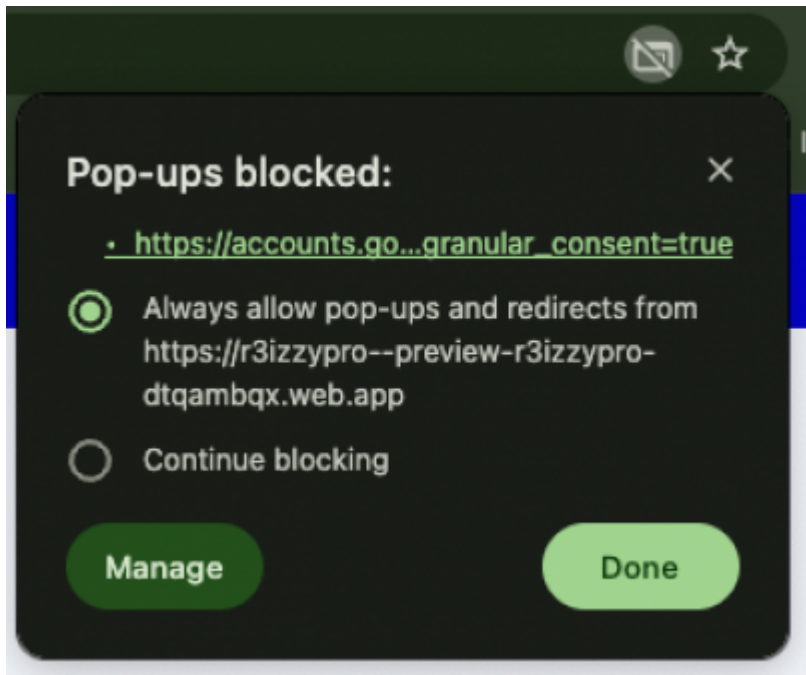 Pop-ups blocked:
• https://accounts.go...granular_consent=true
Always allow pop-ups and redirects from
https://r3izzypro--preview-r3izzypro-
dtqambqx.web.app
Continue blocking
Manage
Done